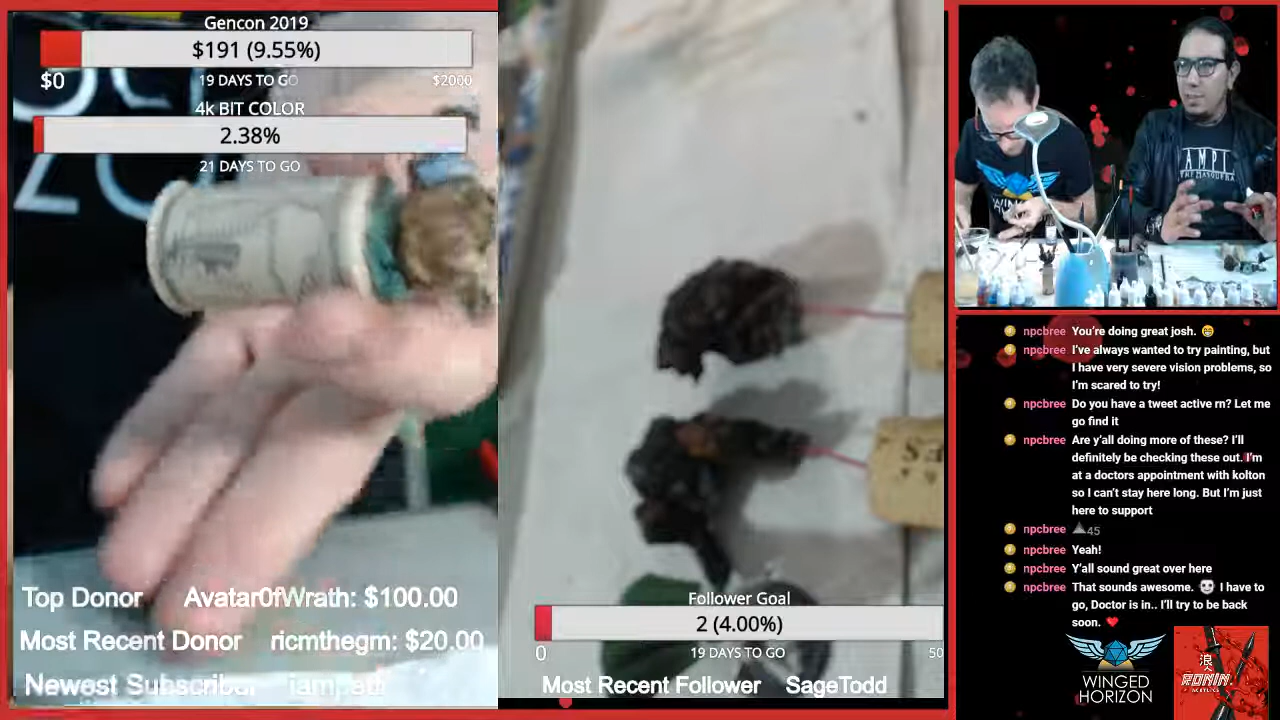 Gencon 2019
$191 (9.55%)
$0
19 DAYS TO GO
$2000
4k BIT COLOR
2.38%
21 DAYS TO GO
Top Donor AvatarOfWrath: $100.00
Most Recent Donor ricmthegm: $20.00
Newest Subscriber
Follower Goal
2 (4.00%)
0
19 DAYS TO GO
50
Most Recent Follower SageTodd
AMPI
npcbree You're doing great josh. 😁
npcbree I've always wanted to try painting, but
I have very severe vision problems, so
I'm scared to try!
npcbree Do you have a tweet active rn? Let me
go find it
npcbree Are y'all doing more of these? I'll
definitely be checking these out. I'm
at a doctors appointment with kolton
so I can't stay here long. But I'm just
here to support
npcbree 45
npcbree Yeah!
npcbree Y'all sound great over here
npcbree That sounds awesome. I have to
go, Doctor is in.. I'll try to be back
soon. ❤️
WINGED
HORIZON
浪人
RONIN